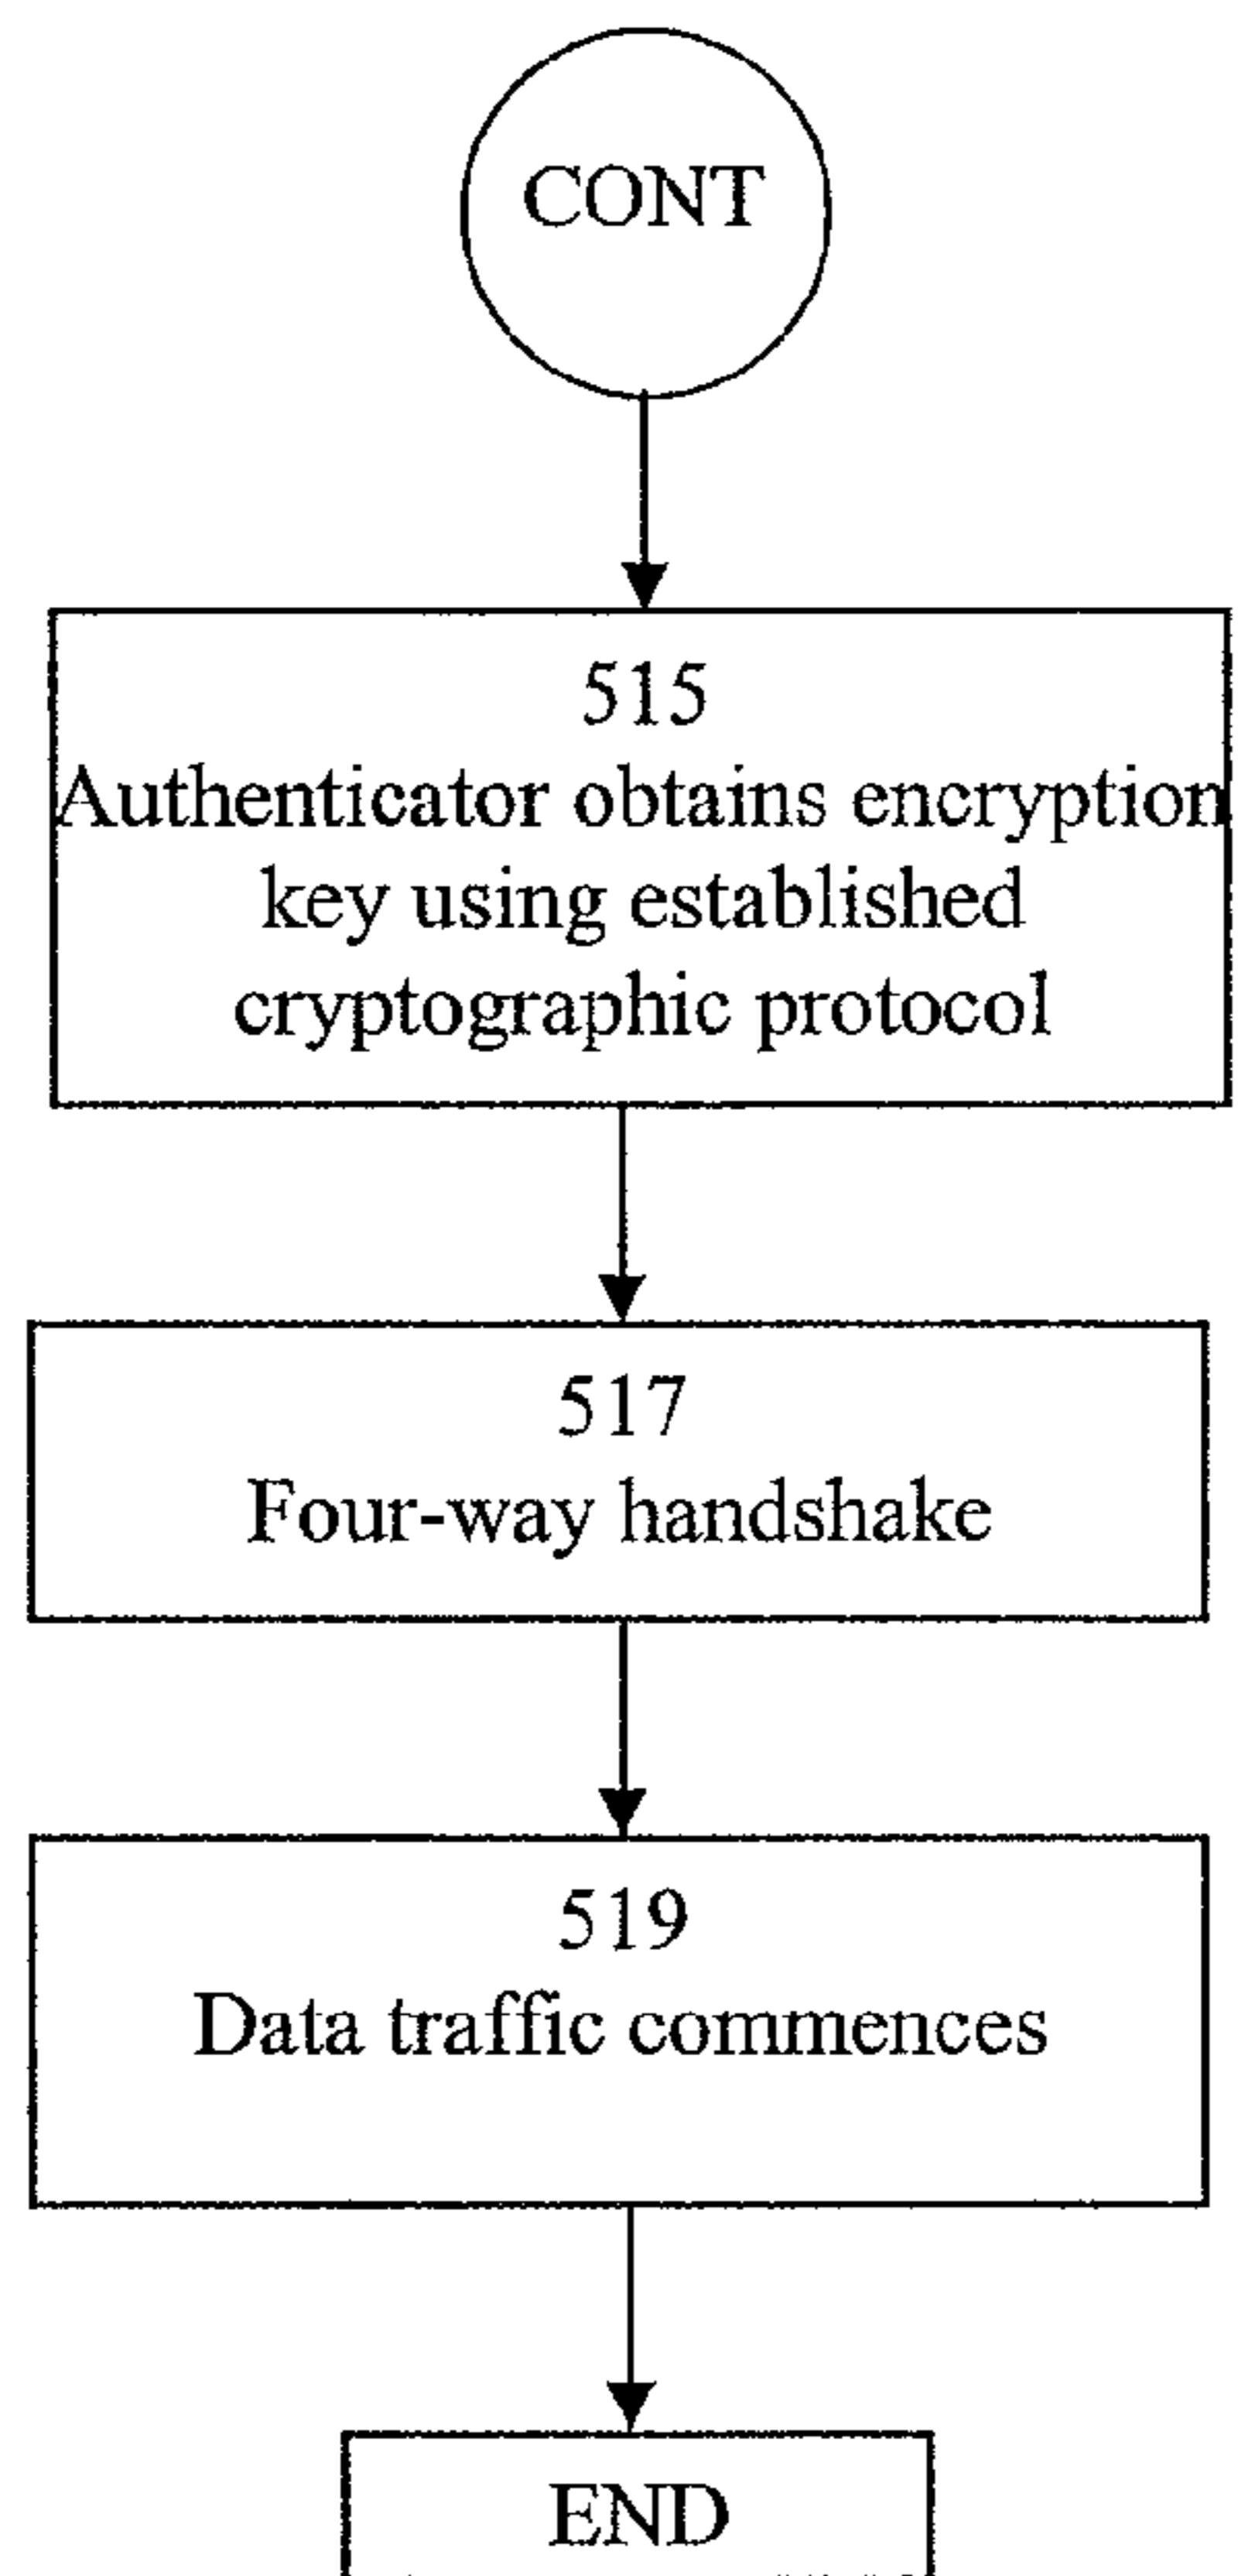 CONT
515
Authenticator obtains encryption
key using established
cryptographic protocol
517
Four-way handshake
519
Data traffic commences
END